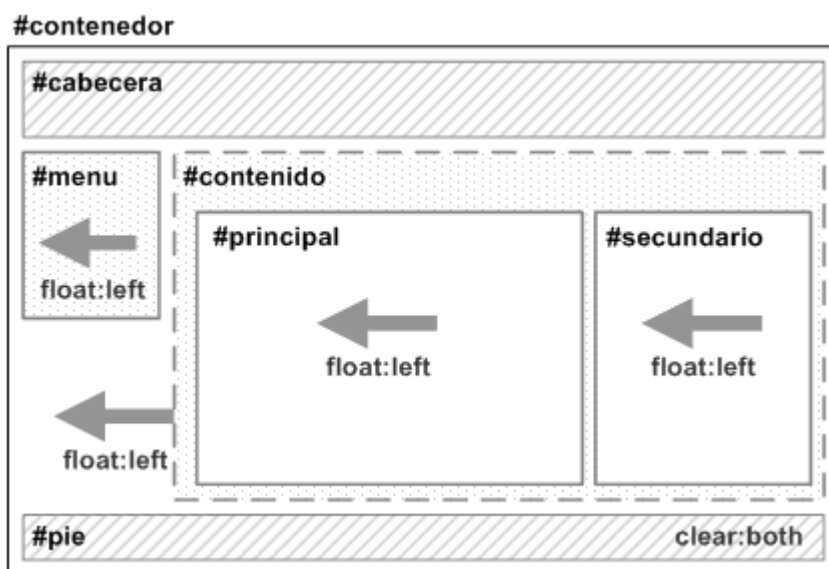 #contenedor
#cabecera
#menu
float:left
#contenido
#principal
float:left
#secundario
float:left
float:left
#pie
clear:both